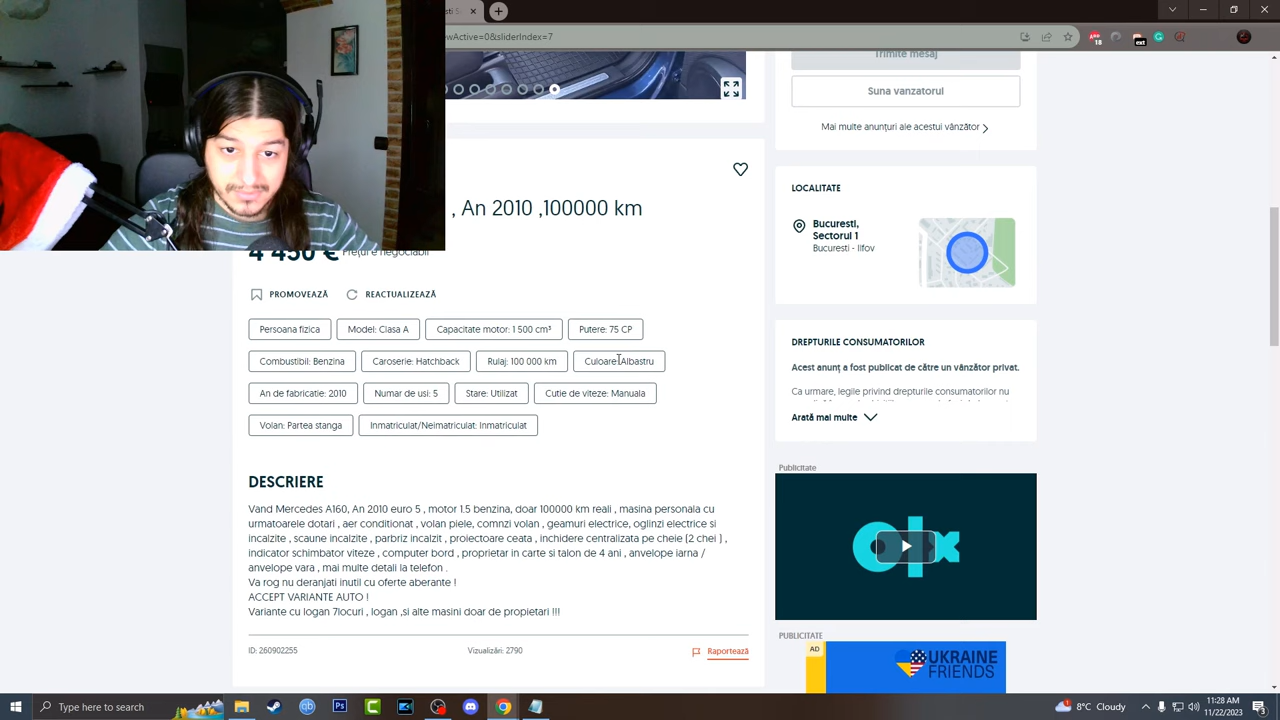 wActive=0&sliderIndex=7
18
ext
Trimite mesaj
Suna vanzatorul
Mai multe anunțuri ale acestui vânzător
, An 2010 ,100000 km
4 450 € Prețul e negociabil
PROMOVEAZĂ REACTUALIZEAZĂ
Persoana fizica Model: Clasa A Capacitate motor: 1 500 cm³ Putere: 75 CP
Combustibil: Benzina Caroserie: Hatchback Rulaj: 100 000 km Culoare: Albastru
An de fabricatie: 2010 Numar de usi: 5 Stare: Utilizat Cutie de viteze: Manuala
Volan: Partea stanga Inmatriculat/Neimatriculat: Inmatriculat
DESCRIERE
Vand Mercedes A160, An 2010 euro 5 , motor 1.5 benzina, doar 100000 km reali , masina personala cu
urmatoarele dotari , aer conditionat , volan piele, comnzi volan , geamuri electrice, oglinzi electrice si
incalzite , scaune incalzite , parbriz incalzit , proiectoare ceata , inchidere centralizata pe cheie (2 chei ) ,
indicator schimbator viteze , computer bord , proprietar in carte si talon de 4 ani , anvelope iarna /
anvelope vara , mai multe detalii la telefon .
Va rog nu deranjati inutil cu oferte aberante !
ACCEPT VARIANTE AUTO !
Variante cu logan 7locuri , logan ,si alte masini doar de propietari !!!
ID: 260902255 Vizualizări: 2790 Raportează
LOCALITATE
Bucuresti,
Sectorul 1
Bucuresti - Ilfov
DREPTURILE CONSUMATORILOR
Acest anunț a fost publicat de către un vânzător privat.
Ca urmare, legile privind drepturile consumatorilor nu
Arată mai multe
Publicitate
olx
PUBLICITATE
AD
UKRAINE
FRIENDS
Type here to search
Ps
8°C Cloudy
11:28 AM
11/22/2023